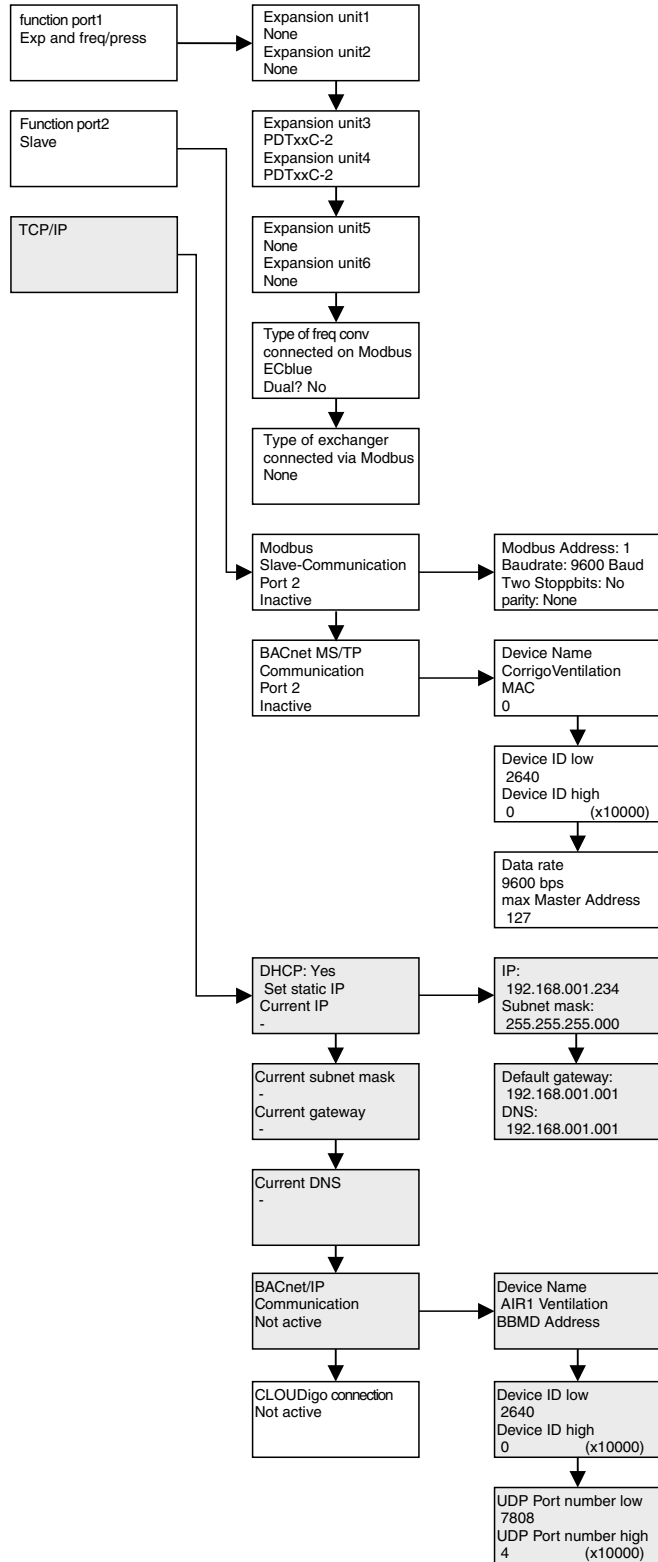 function port1
Exp and freq/press
Expansion unit1
None
Expansion unit2
None
Function port2
Slave
Expansion unit3
PDTxxC-2
Expansion unit4
PDTxxC-2
TCP/IP
Expansion unit5
None
Expansion unit6
None
Type of freq conv
connected on Modbus
ECblue
Dual? No
Type of exchanger
connected via Modbus
None
Modbus
Slave-Communication
Port 2
Inactive
Modbus Address: 1
Baudrate: 9600 Baud
Two Stoppbits: No
parity: None
BACnet MS/TP
Communication
Port 2
Inactive
Device Name
CorrigoVentilation
MAC
0
Device ID low
2640
Device ID high
0 (x10000)
Data rate
9600 bps
max Master Address
127
DHCP: Yes
Set static IP
Current IP
-
IP:
192.168.001.234
Subnet mask:
255.255.255.000
Current subnet mask
-
Current gateway
-
Default gateway:
192.168.001.001
DNS:
192.168.001.001
Current DNS
-
BACnet/IP
Communication
Not active
Device Name
AIR1 Ventilation
BBMD Address
CLOUDigo connection
Not active
Device ID low
2640
Device ID high
0 (x10000)
UDP Port number low
7808
UDP Port number high
4 (x10000)